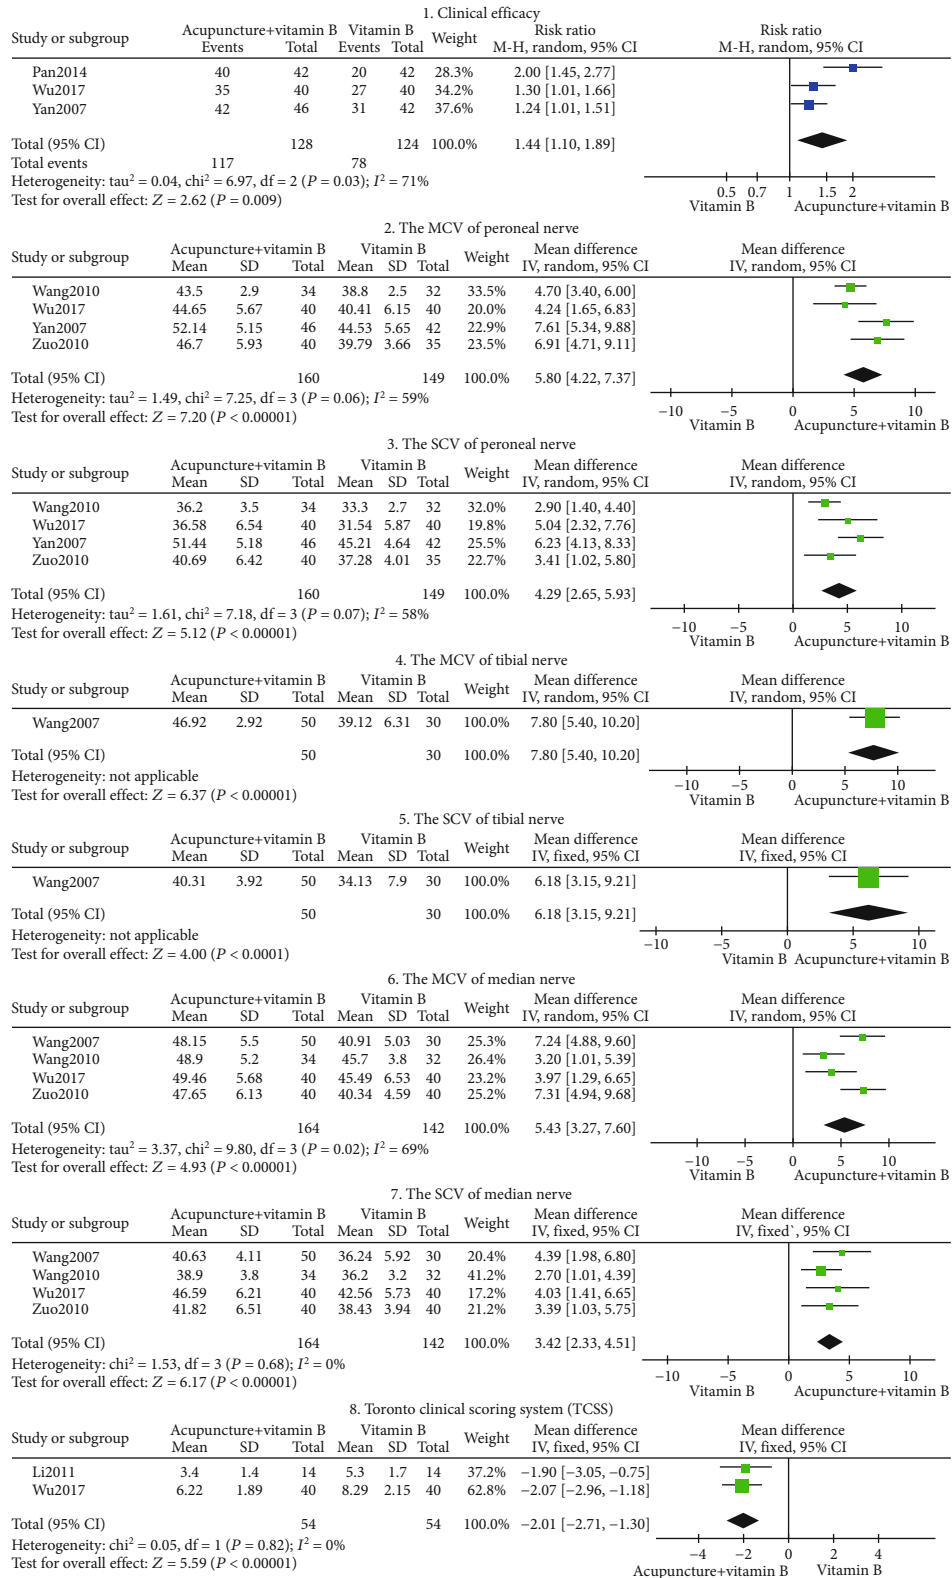 1. Clinical efficacy
Study or subgroup Acupuncture+vitamin B Vitamin B Weight Risk ratio Risk ratio
Events Total Events Total M-H, random, 95% CI M-H, random, 95% CI
Pan2014 40 42 20 42 28.3% 2.00 [1.45, 2.77]
Wu2017 35 40 27 40 34.2% 1.30 [1.01, 1.66]
Yan2007 42 46 31 42 37.6% 1.24 [1.01, 1.51]
Total (95% CI) 128 124 100.0% 1.44 [1.10, 1.89]
Total events 117 78
Heterogeneity: tau² = 0.04, chi² = 6.97, df = 2 (P = 0.03); I² = 71%
Test for overall effect: Z = 2.62 (P = 0.009)
0.5 0.7 1 1.5 2
Vitamin B Acupuncture+vitamin B
2. The MCV of peroneal nerve
Study or subgroup Acupuncture+vitamin B Vitamin B Weight Mean difference Mean difference
Mean SD Total Mean SD Total IV, random, 95% CI IV, random, 95% CI
Wang2010 43.5 2.9 34 38.8 2.5 32 33.5% 4.70 [3.40, 6.00]
Wu2017 44.65 5.67 40 40.41 6.15 40 20.0% 4.24 [1.65, 6.83]
Yan2007 52.14 5.15 46 44.53 5.65 42 22.9% 7.61 [5.34, 9.88]
Zuo2010 46.7 5.93 40 39.79 3.66 35 23.5% 6.91 [4.71, 9.11]
Total (95% CI) 160 149 100.0% 5.80 [4.22, 7.37]
Heterogeneity: tau² = 1.49, chi² = 7.25, df = 3 (P = 0.06); I² = 59%
Test for overall effect: Z = 7.20 (P < 0.00001)
−10 −5 0 5 10
Vitamin B Acupuncture+vitamin B
3. The SCV of peroneal nerve
Study or subgroup Acupuncture+vitamin B Vitamin B Weight Mean difference Mean difference
Mean SD Total Mean SD Total IV, random, 95% CI IV, random, 95% CI
Wang2010 36.2 3.5 34 33.3 2.7 32 32.0% 2.90 [1.40, 4.40]
Wu2017 36.58 6.54 40 31.54 5.87 40 19.8% 5.04 [2.32, 7.76]
Yan2007 51.44 5.18 46 45.21 4.64 42 25.5% 6.23 [4.13, 8.33]
Zuo2010 40.69 6.42 40 37.28 4.01 35 22.7% 3.41 [1.02, 5.80]
Total (95% CI) 160 149 100.0% 4.29 [2.65, 5.93]
Heterogeneity: tau² = 1.61, chi² = 7.18, df = 3 (P = 0.07); I² = 58%
Test for overall effect: Z = 5.12 (P < 0.00001)
−10 −5 0 5 10
Vitamin B Acupuncture+vitamin B
4. The MCV of tibial nerve
Study or subgroup Acupuncture+vitamin B Vitamin B Weight Mean difference Mean difference
Mean SD Total Mean SD Total IV, random, 95% CI IV, random, 95% CI
Wang2007 46.92 2.92 50 39.12 6.31 30 100.0% 7.80 [5.40, 10.20]
Total (95% CI) 50 30 100.0% 7.80 [5.40, 10.20]
Heterogeneity: not applicable
Test for overall effect: Z = 6.37 (P < 0.00001)
−10 −5 0 5 10
Vitamin B Acupuncture+vitamin B
5. The SCV of tibial nerve
Study or subgroup Acupuncture+vitamin B Vitamin B Weight Mean difference Mean difference
Mean SD Total Mean SD Total IV, fixed, 95% CI IV, fixed, 95% CI
Wang2007 40.31 3.92 50 34.13 7.9 30 100.0% 6.18 [3.15, 9.21]
Total (95% CI) 50 30 100.0% 6.18 [3.15, 9.21]
Heterogeneity: not applicable
Test for overall effect: Z = 4.00 (P < 0.0001)
−10 −5 0 5 10
Vitamin B Acupuncture+vitamin B
6. The MCV of median nerve
Study or subgroup Acupuncture+vitamin B Vitamin B Weight Mean difference Mean difference
Mean SD Total Mean SD Total IV, random, 95% CI IV, random, 95% CI
Wang2007 48.15 5.5 50 40.91 5.03 30 25.3% 7.24 [4.88, 9.60]
Wang2010 48.9 5.2 34 45.7 3.8 32 26.4% 3.20 [1.01, 5.39]
Wu2017 49.46 5.68 40 45.49 6.53 40 23.2% 3.97 [1.29, 6.65]
Zuo2010 47.65 6.13 40 40.34 4.59 40 25.2% 7.31 [4.94, 9.68]
Total (95% CI) 164 142 100.0% 5.43 [3.27, 7.60]
Heterogeneity: tau² = 3.37, chi² = 9.80, df = 3 (P = 0.02); I² = 69%
Test for overall effect: Z = 4.93 (P < 0.00001)
−10 −5 0 5 10
Vitamin B Acupuncture+vitamin B
7. The SCV of median nerve
Study or subgroup Acupuncture+vitamin B Vitamin B Weight Mean difference Mean difference
Mean SD Total Mean SD Total IV, fixed, 95% CI IV, fixed`, 95% CI
Wang2007 40.63 4.11 50 36.24 5.92 30 20.4% 4.39 [1.98, 6.80]
Wang2010 38.9 3.8 34 36.2 3.2 32 41.2% 2.70 [1.01, 4.39]
Wu2017 46.59 6.21 40 42.56 5.73 40 17.2% 4.03 [1.41, 6.65]
Zuo2010 41.82 6.51 40 38.43 3.94 40 21.2% 3.39 [1.03, 5.75]
Total (95% CI) 164 142 100.0% 3.42 [2.33, 4.51]
Heterogeneity: chi² = 1.53, df = 3 (P = 0.68); I² = 0%
Test for overall effect: Z = 6.17 (P < 0.00001)
−10 −5 0 5 10
Vitamin B Acupuncture+vitamin B
8. Toronto clinical scoring system (TCSS)
Study or subgroup Acupuncture+vitamin B Vitamin B Weight Mean difference Mean difference
Mean SD Total Mean SD Total IV, fixed, 95% CI IV, fixed, 95% CI
Li2011 3.4 1.4 14 5.3 1.7 14 37.2% −1.90 [−3.05, −0.75]
Wu2017 6.22 1.89 40 8.29 2.15 40 62.8% −2.07 [−2.96, −1.18]
Total (95% CI) 54 54 100.0% −2.01 [−2.71, −1.30]
Heterogeneity: chi² = 0.05, df = 1 (P = 0.82); I² = 0%
Test for overall effect: Z = 5.59 (P < 0.00001)
−4 −2 0 2 4
Acupuncture+vitamin B Vitamin B